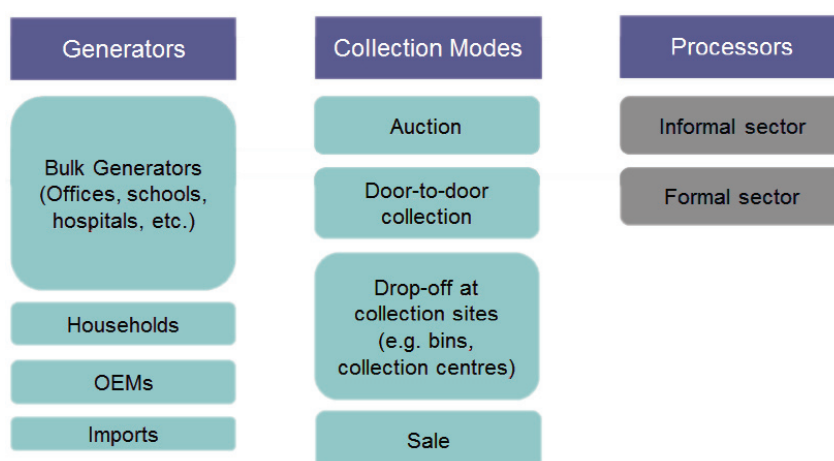 Generators
Bulk Generators
(Offices, schools,
hospitals, etc.)
Households
OEMs
Imports
Collection Modes
Auction
Door-to-door
collection
Drop-off at
collection sites
(e.g. bins,
collection centres)
Sale
Processors
Informal sector
Formal sector